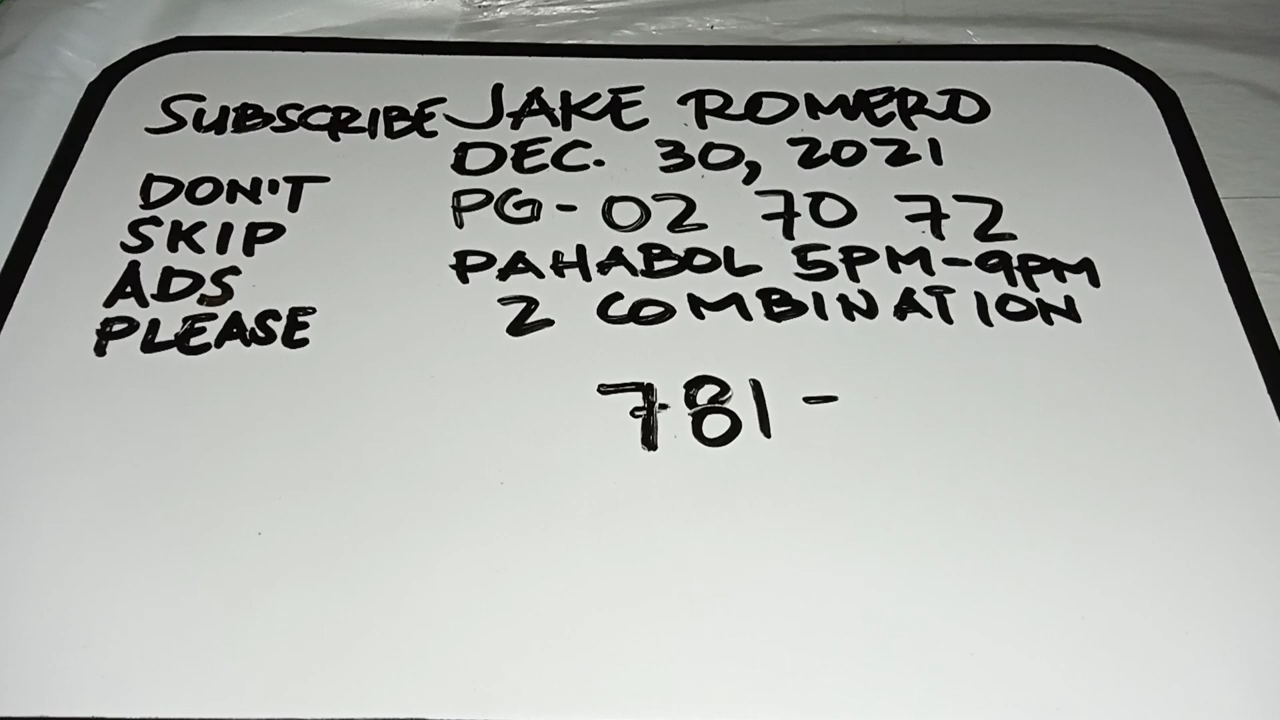 SUBSCRIBE JAKE ROMERO
DEC. 30, 2021
DON'T
SKIP
ADS
PLEASE
PG - 02 70 72
PAHABOL 5PM-9PM
2 COMBINATION
781 -